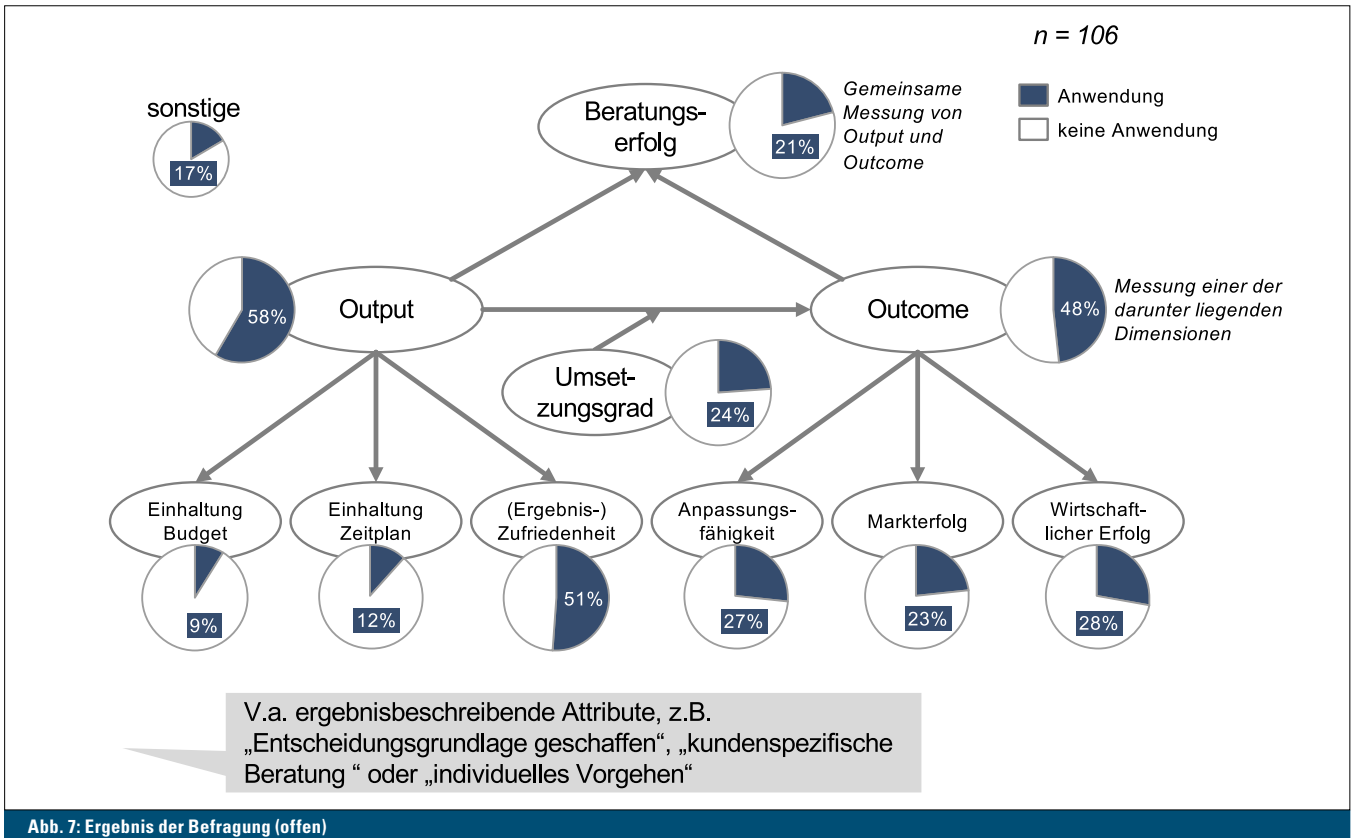 n = 106
Anwendung
keine Anwendung
sonstige
17%
Beratungs-
erfolg
21%
Gemeinsame
Messung von
Output und
Outcome
58%
Output
Outcome
48%
Messung einer der
darunter liegenden
Dimensionen
Umset-
zungsgrad
24%
Einhaltung
Budget
9%
Einhaltung
Zeitplan
12%
(Ergebnis-)
Zufriedenheit
51%
Anpassungs-
fähigkeit
27%
Markterfolg
23%
Wirtschaft-
licher Erfolg
28%
V.a. ergebnisbeschreibende Attribute, z.B.
„Entscheidungsgrundlage geschaffen“, „kundenspezifische
Beratung “ oder „individuelles Vorgehen“
Abb. 7: Ergebnis der Befragung (offen)